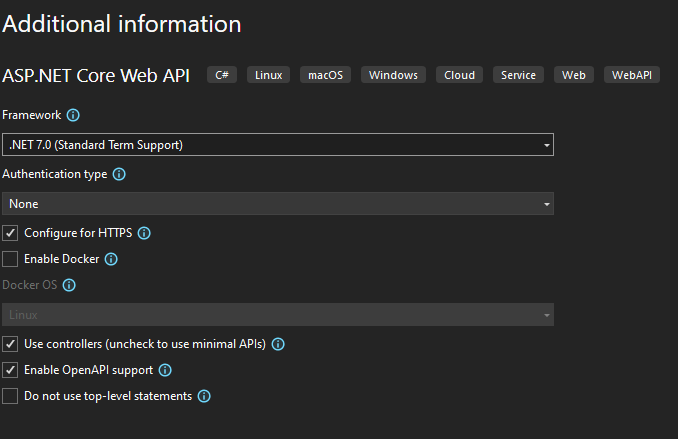 Additional information
ASP.NET Core Web API C# Linux macOS Windows Cloud Service Web WebAPI
Framework
.NET 7.0 (Standard Term Support)
Authentication type
None
Configure for HTTPS
Enable Docker
Docker OS
Linux
Use controllers (uncheck to use minimal APIs)
Enable OpenAPI support
Do not use top-level statements